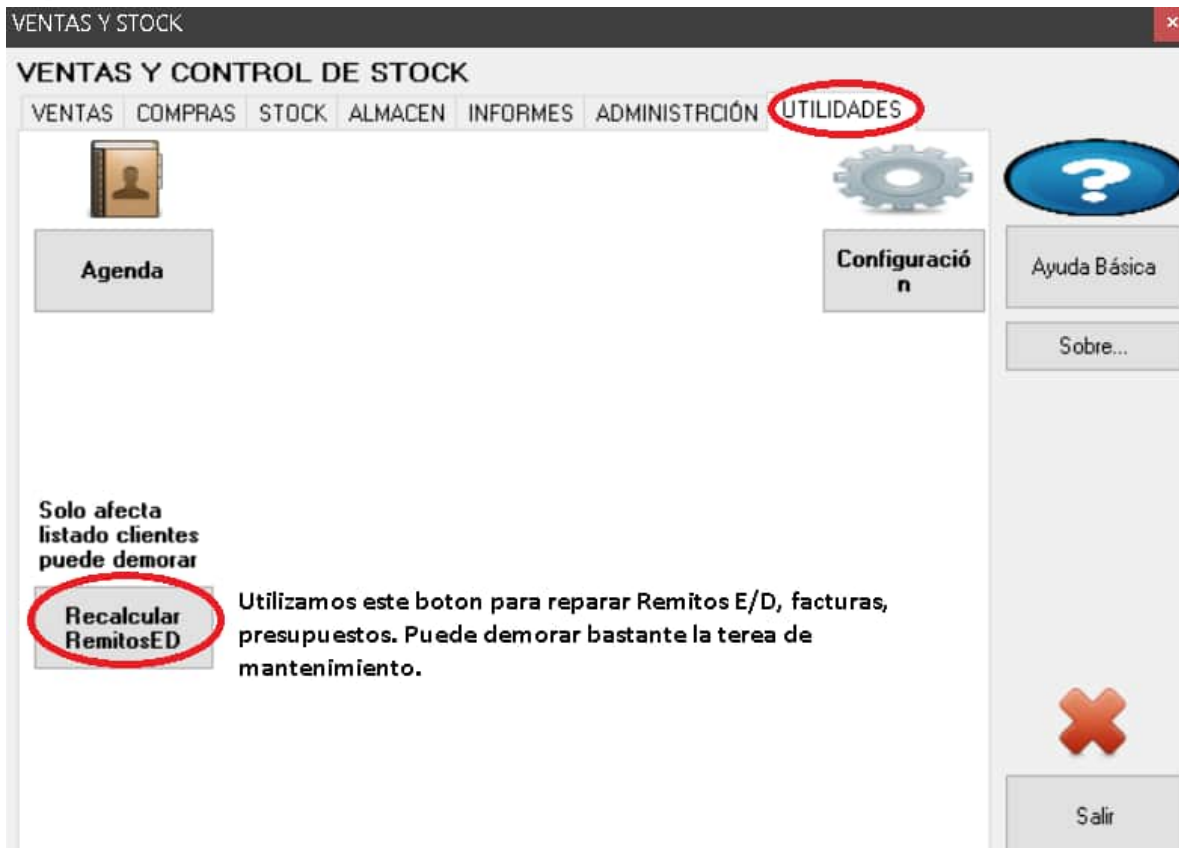 VENTAS Y STOCK
VENTAS Y CONTROL DE STOCK
VENTAS COMPRAS STOCK ALMACEN INFORMES ADMINISTRCIÓN UTILIDADES
Agenda
Configuració
n
Ayuda Básica
Sobre...
Solo afecta
listado clientes
puede demorar
Recalcular
RemitosED
Utilizamos este boton para reparar Remitos E/D, facturas,
presupuestos. Puede demorar bastante la terea de
mantenimiento.
Salir